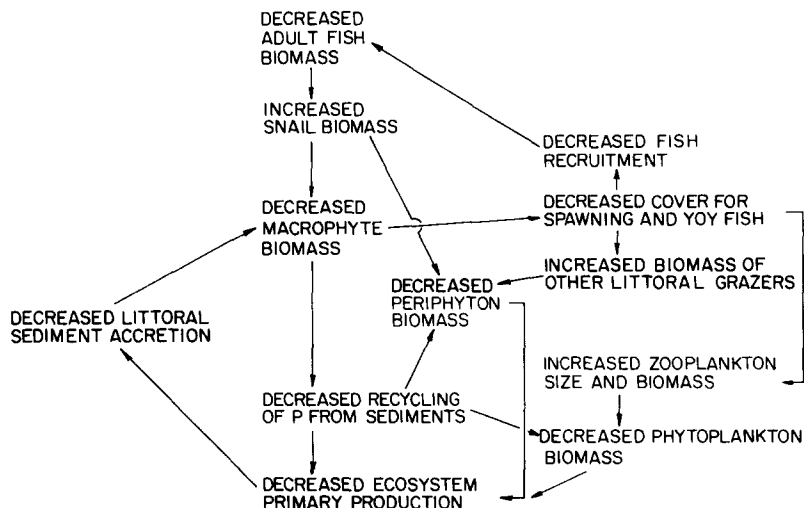 DECREASED
ADULT FISH
BIOMASS
INCREASED
SNAIL BIOMASS
DECREASED FISH
RECRUITMENT
DECREASED
MACROPHYTE
BIOMASS
DECREASED COVER FOR
SPAWNING AND YOY FISH
INCREASED BIOMASS OF
OTHER LITTORAL GRAZERS
DECREASED
PERIPHYTON
BIOMASS
DECREASED LITTORAL
SEDIMENT ACCRETION
INCREASED ZOOPLANKTON
SIZE AND BIOMASS
DECREASED RECYCLING
OF P FROM SEDIMENTS
DECREASED PHYTOPLANKTON
BIOMASS
DECREASED ECOSYSTEM
PRIMARY PRODUCTION